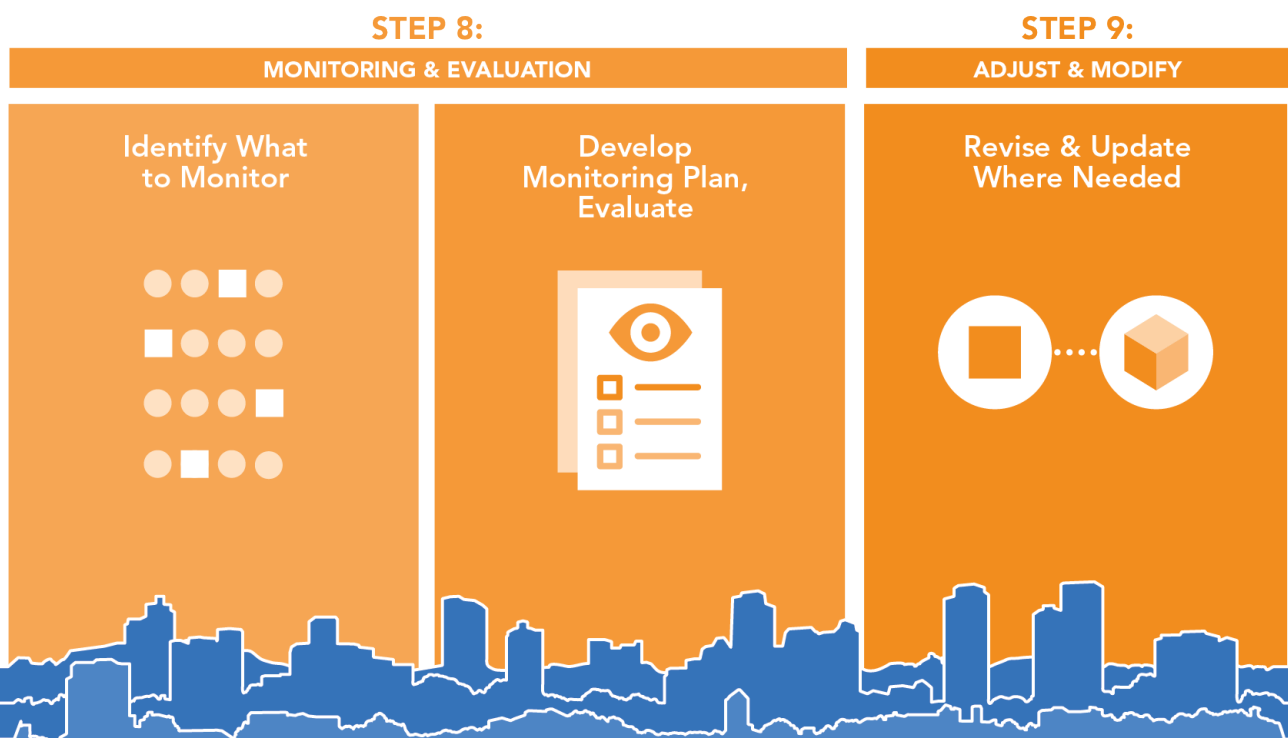 STEP 8:
MONITORING & EVALUATION
Identify What
to Monitor
Develop
Monitoring Plan,
Evaluate
STEP 9:
ADJUST & MODIFY
Revise & Update
Where Needed